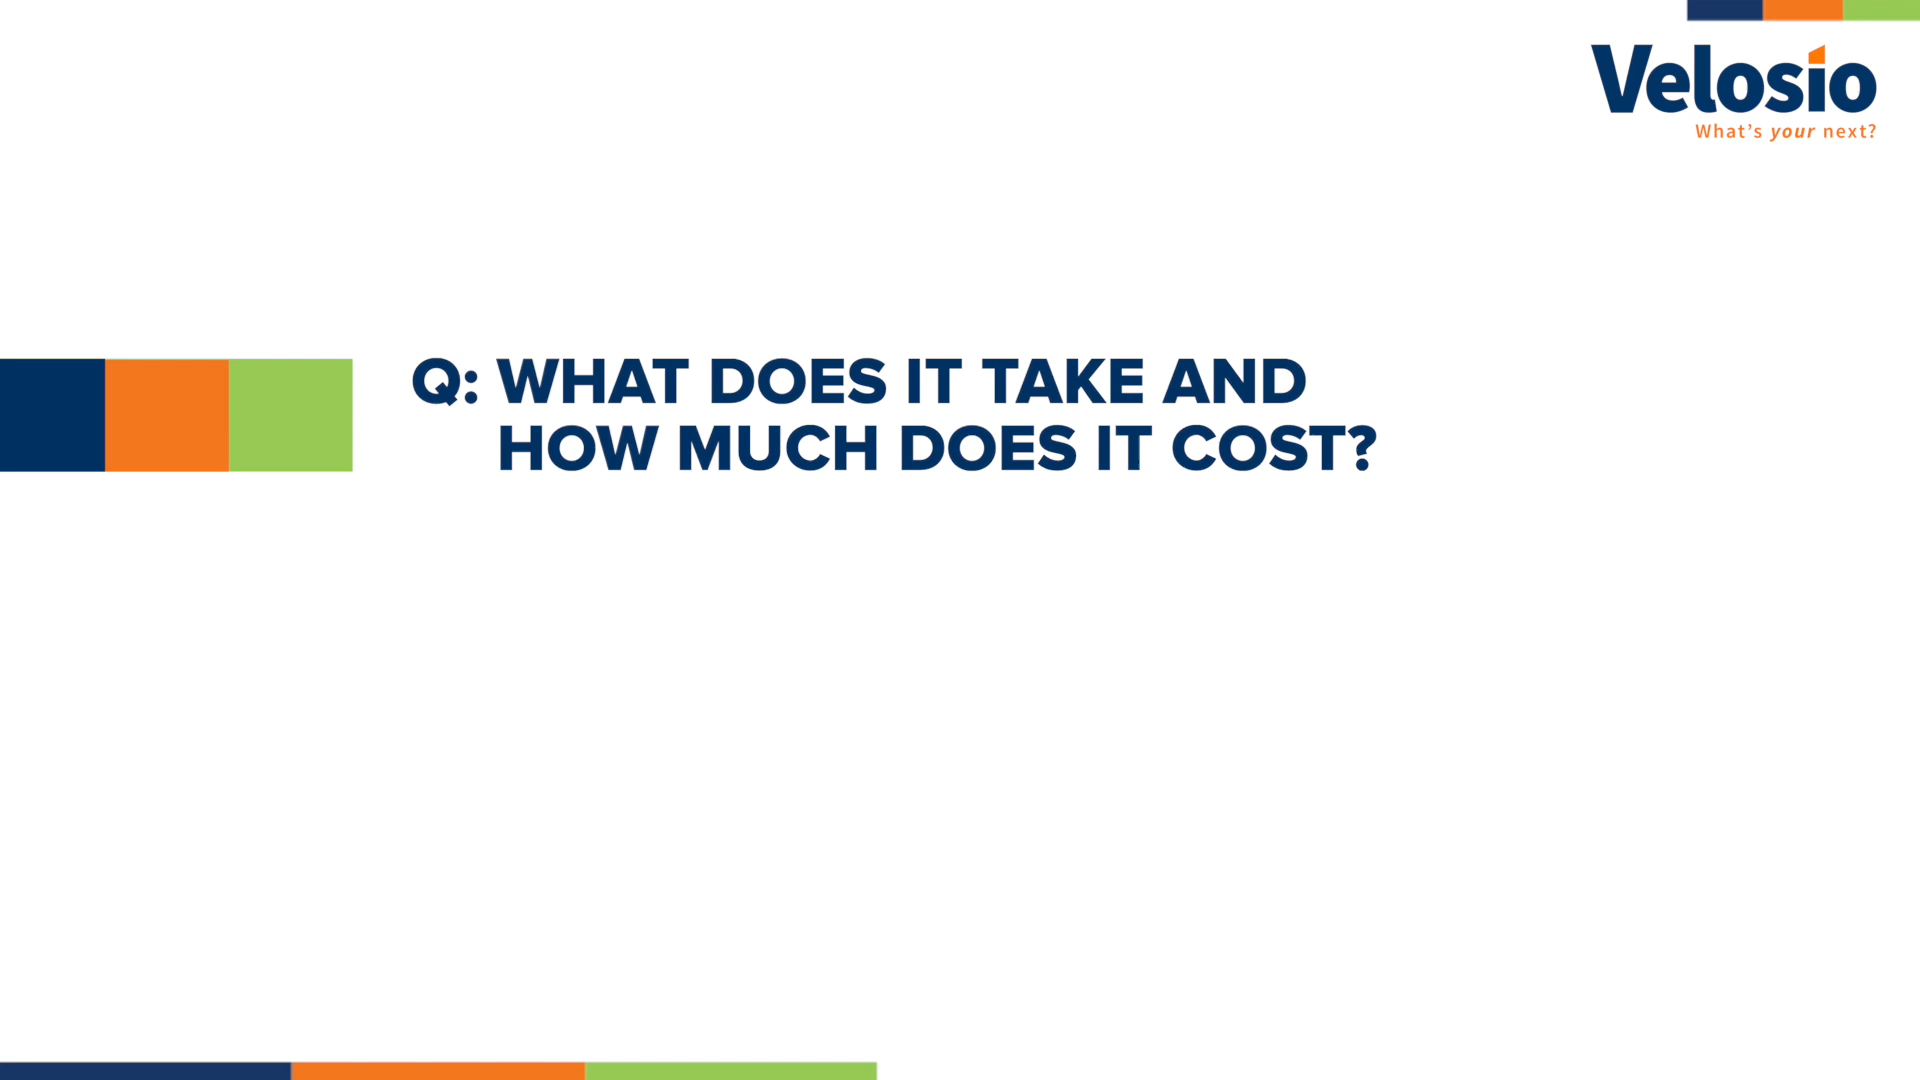 Velosio
What's your next?
Q: WHAT DOES IT TAKE AND
HOW MUCH DOES IT COST?